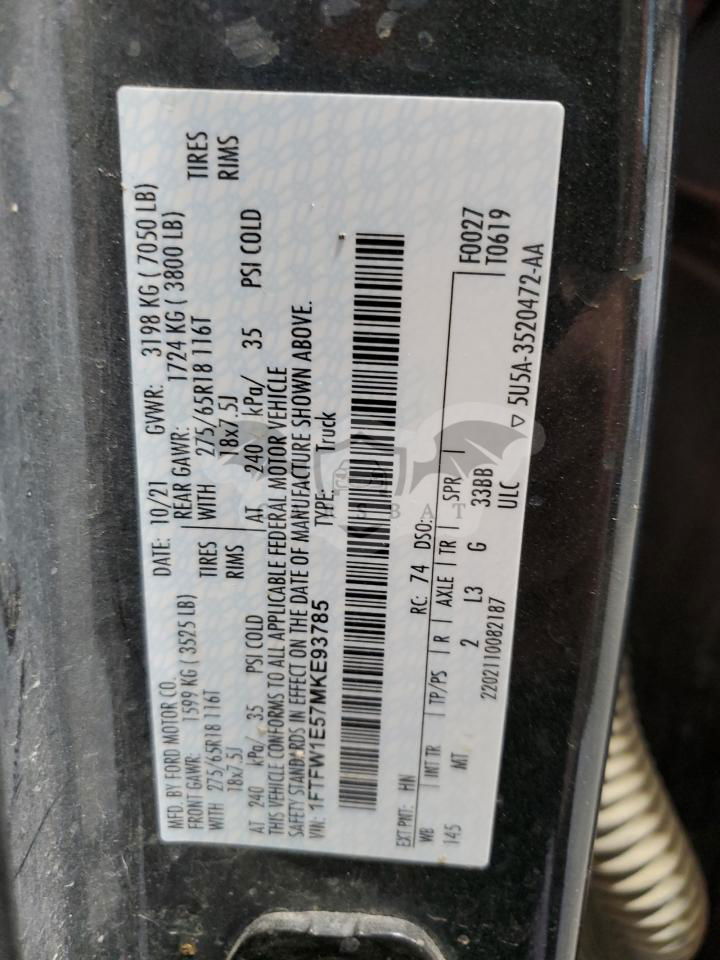 MFD. BY FORD MOTOR CO.
DATE: 10/21 GVWR: 3198 KG ( 7050 LB)
FRONT GAWR: 1599 KG ( 3525 LB) REAR GAWR: 1724 KG ( 3800 LB)
WITH 275/65R18 116T TIRES WITH 275/65R18 116T TIRES
18x7.5J RIMS 18x7.5J RIMS
AT 240 kPa/ 35 PSI COLD AT 240 kPa/ 35 PSI COLD
THIS VEHICLE CONFORMS TO ALL APPLICABLE FEDERAL MOTOR VEHICLE
SAFETY STANDARDS IN EFFECT ON THE DATE OF MANUFACTURE SHOWN ABOVE.
VIN: 1FTFW1E57MKE93785 TYPE: Truck
EXT PNT: HN RC: 74 DSO: F0027
WB INT TR TP/PS R AXLE TR SPR T0619
145 MT 2 L3 G 33BB
2202110082187 ULC ▽ 5U5A-3520472-AA